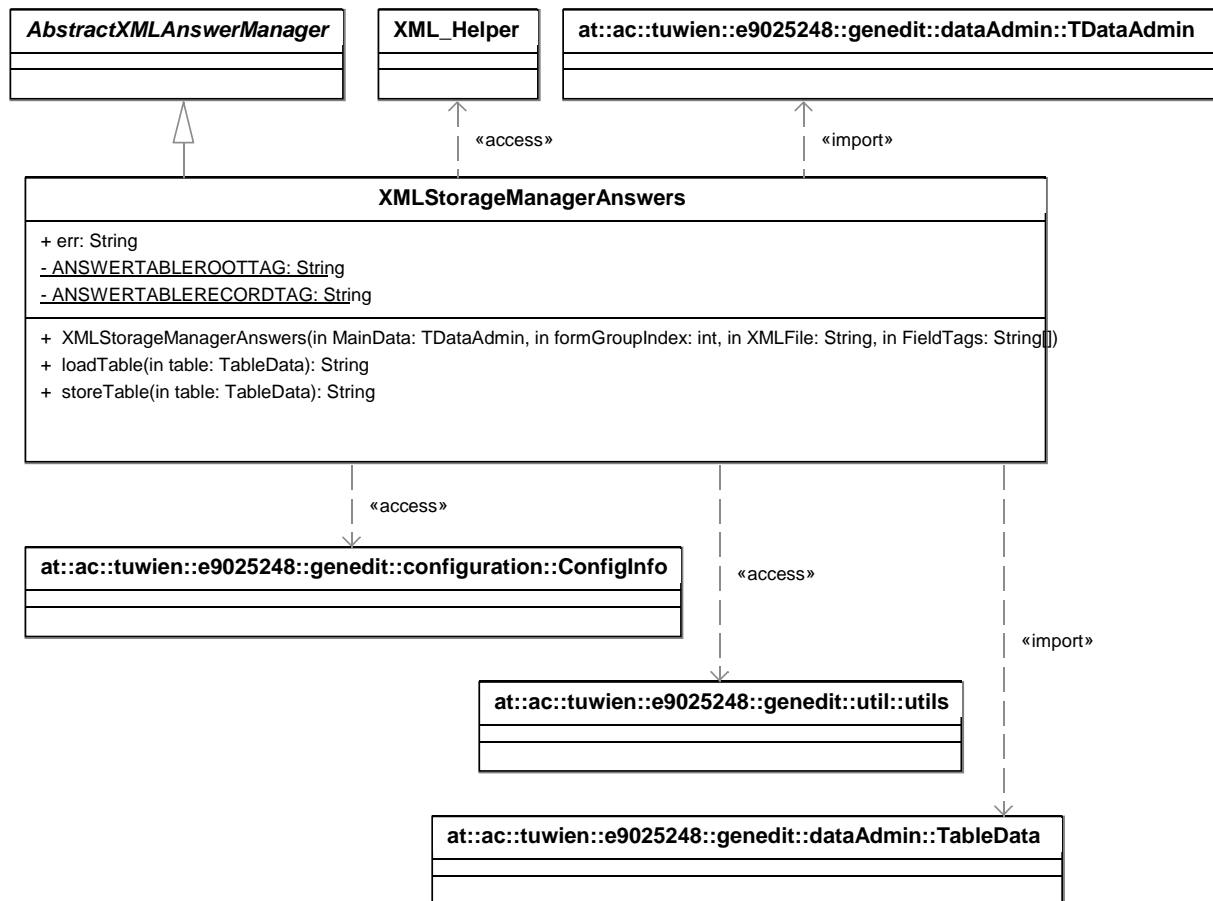 AbstractXMLAnswerManager
XML_Helper
at::ac::tuwien::e9025248::genedit::dataAdmin::TDataAdmin
«access»
«import»
XMLStorageManagerAnswers
+ err: String
- ANSWERTABLEROOTTAG: String
- ANSWERTABLERECORDTAG: String
+ XMLStorageManagerAnswers(in MainData: TDataAdmin, in formGroupIndex: int, in XMLFile: String, in FieldTags: String[])
+ loadTable(in table: TableData): String
+ storeTable(in table: TableData): String
«access»
at::ac::tuwien::e9025248::genedit::configuration::ConfigInfo
«access»
«import»
at::ac::tuwien::e9025248::genedit::util::utils
at::ac::tuwien::e9025248::genedit::dataAdmin::TableData